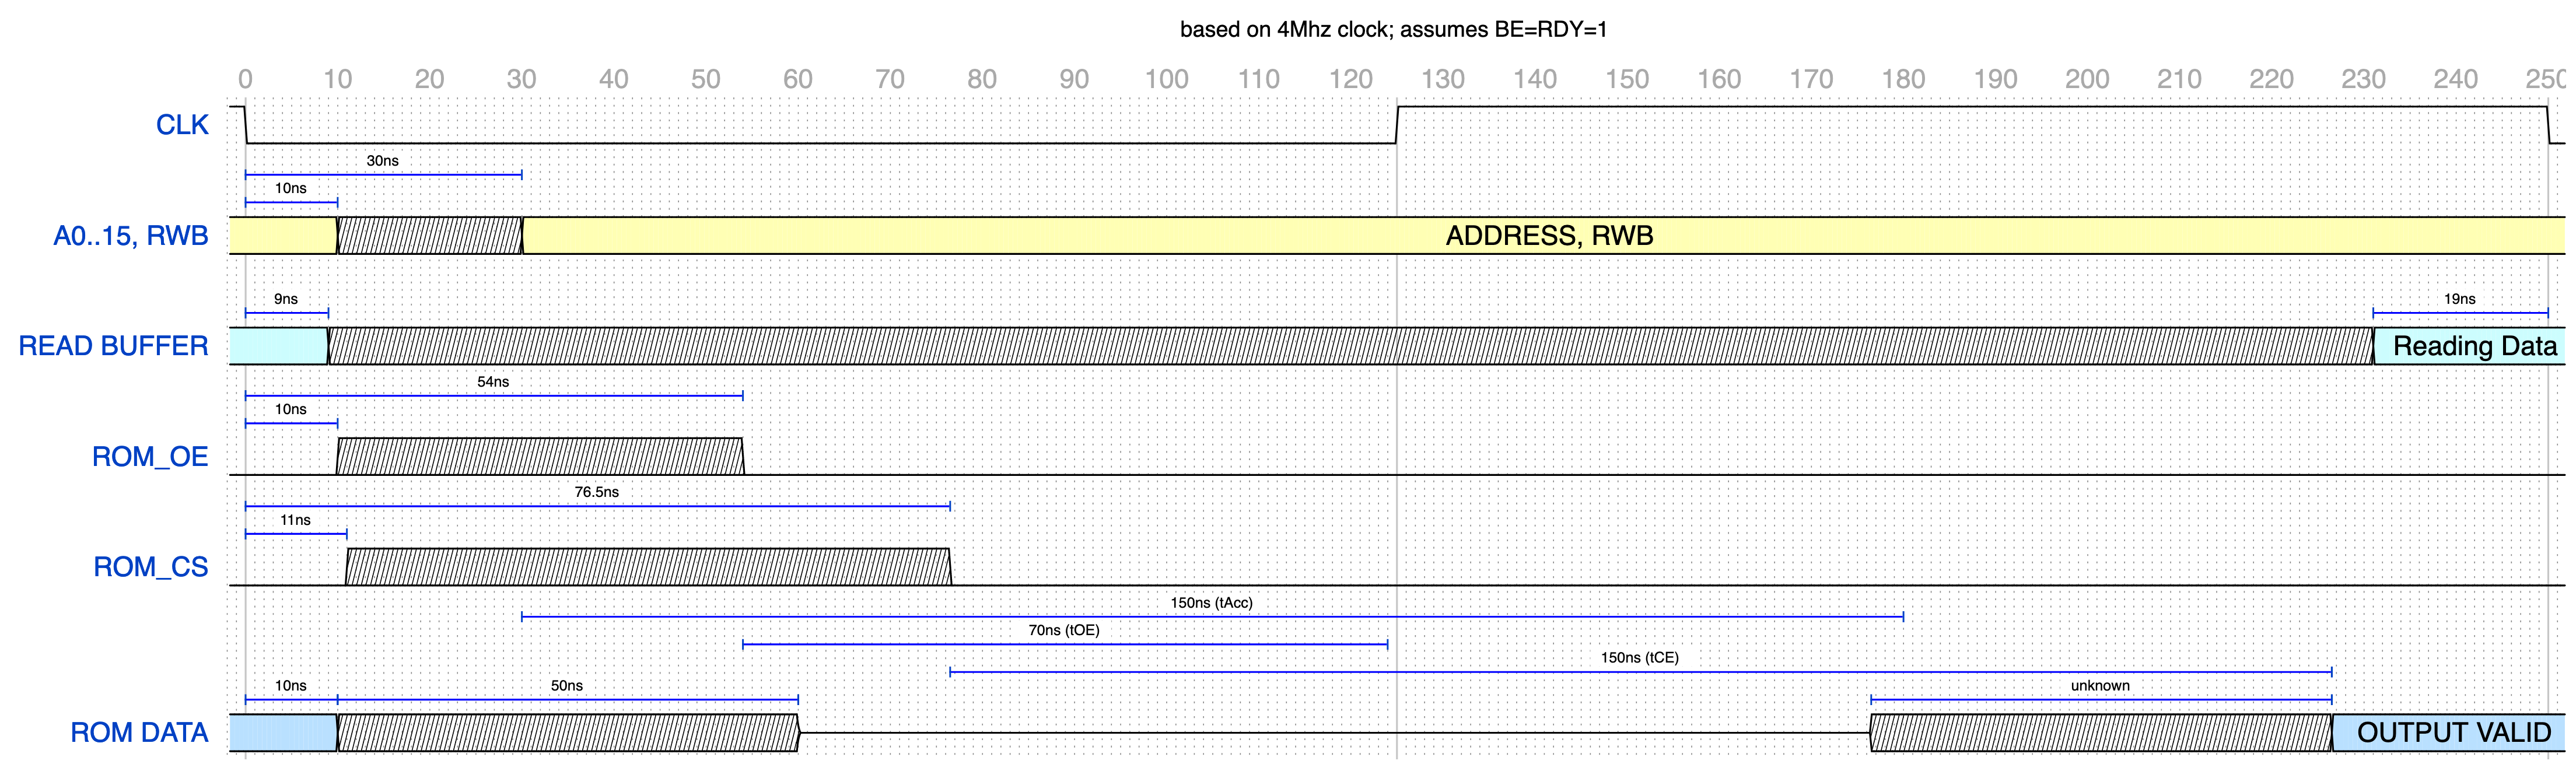 based on 4Mhz clock; assumes BE=RDY=1
0 10 20 30 40 50 60 70 80 90 100 110 120 130 140 150 160 170 180 190 200 210 220 230 240 250
CLK
30ns
10ns
A0..15, RWB
ADDRESS, RWB
9ns
19ns
READ BUFFER
Reading Data
54ns
10ns
ROM_OE
76.5ns
11ns
ROM_CS
150ns (tAcc)
70ns (tOE)
150ns (tCE)
10ns
50ns
unknown
ROM DATA
OUTPUT VALID